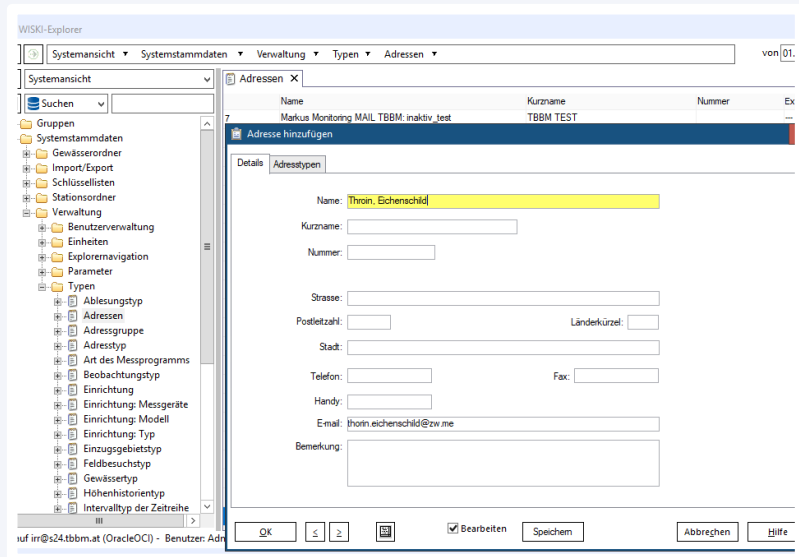 WISKI-Explorer
Systemansicht Systemstammdaten Verwaltung Typen Adressen von 01.
Systemansicht
Adressen X
Suchen
Name Kurzname Nummer Ex
7 Markus Monitoring MAIL TBBM: inaktiv_test TBBM TEST ---
Gruppen
Systemstammdaten
Gewässerordner
Import/Export
Schlüssellisten
Stationsordner
Verwaltung
Benutzerverwaltung
Einheiten
Explorernavigation
Parameter
Typen
Ablesungstyp
Adressen
Adressgruppe
Adresstyp
Art des Messprogramms
Beobachtungstyp
Einrichtung
Einrichtung: Messgeräte
Einrichtung: Modell
Einrichtung: Typ
Einzugsgebietstyp
Feldbesuchstyp
Gewässertyp
Höhenhistorientyp
Intervalltyp der Zeitreihe
Adresse hinzufügen
Details Adresstypen
Name: Throin, Eichenschild
Kurzname:
Nummer:
Strasse:
Postleitzahl: Länderkürzel:
Stadt:
Telefon: Fax:
Handy:
E-mail: thorin.eichenschild@zw.me
Bemerkung:
OK < > Bearbeiten Speichern Abbrechen Hilfe
uf irr@s24.tbbm.at (OracleOCI) - Benutzer: Adn